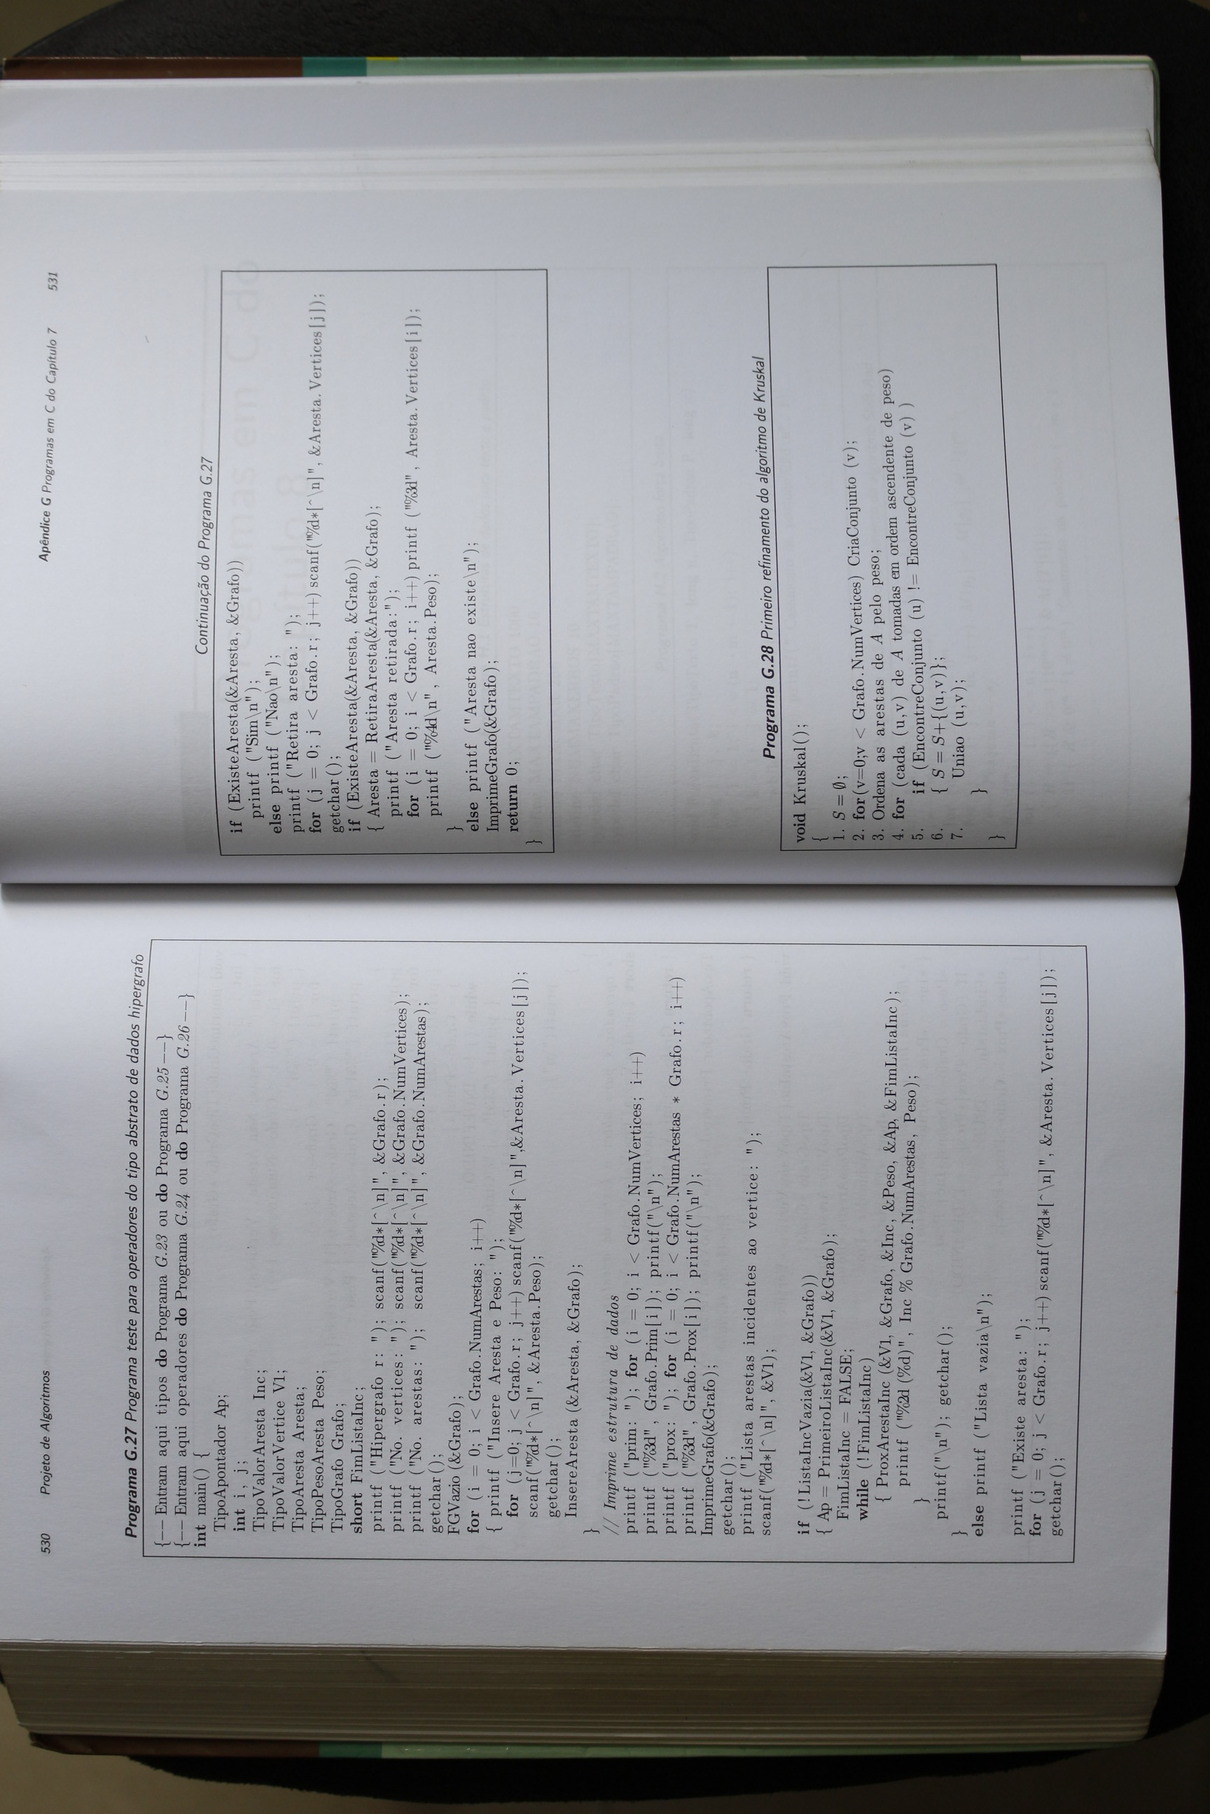 530 Projeto de Algoritmos
Programa G.27 Programa teste para operadores do tipo abstrato de dados hipergrafo
{-- Entram aqui tipos do Programa G.23 ou do Programa G.25 --}
{-- Entram aqui operadores do Programa G.24 ou do Programa G.26 --}
int main() {
TipoApontador Ap;
int i, j;
TipoValorAresta Inc;
TipoValorVertice V1;
TipoAresta Aresta;
TipoPesoAresta Peso;
TipoGrafo Grafo;
short FimListaInc;
printf ("Hipergrafo r: "); scanf("%d*[^\n]", &Grafo.r);
printf ("No. vertices: "); scanf("%d*[^\n]", &Grafo.NumVertices);
printf ("No. arestas: "); scanf("%d*[^\n]", &Grafo.NumArestas);
getchar();
FGVazio (&Grafo);
for (i = 0; i < Grafo.NumArestas; i++)
{ printf ("Insere Aresta e Peso: ");
for (j=0; j < Grafo.r; j++) scanf("%d*[^\n]",&Aresta.Vertices[j]);
scanf("%d*[^\n]", &Aresta.Peso);
getchar();
InsereAresta (&Aresta, &Grafo);
}
// Imprime estrutura de dados
printf ("prim: "); for (i = 0; i < Grafo.NumVertices; i++)
printf ("%3d", Grafo.Prim[i]); printf("\n");
printf ("prox: "); for (i = 0; i < Grafo.NumArestas * Grafo.r; i++)
printf ("%3d", Grafo.Prox[i]); printf("\n");
ImprimeGrafo(&Grafo);
getchar();
printf ("Lista arestas incidentes ao vertice: ");
scanf("%d*[^\n]", &V1);
if (!ListaIncVazia(&V1, &Grafo))
{ Ap = PrimeiroListaInc(&V1, &Grafo);
FimListaInc = FALSE;
while (!FimListaInc)
{ ProxArestaInc (&V1, &Grafo, &Inc, &Peso, &Ap, &FimListaInc);
printf ("%2d (%d)", Inc % Grafo.NumArestas, Peso);
}
printf("\n"); getchar();
}
else printf ("Lista vazia\n");
printf ("Existe aresta: ");
for (j = 0; j < Grafo.r; j++) scanf("%d*[^\n]", &Aresta.Vertices[j]);
getchar();
Apêndice G Programas em C do Capítulo 7 531
Continuação do Programa G.27
if (ExisteAresta(&Aresta, &Grafo))
printf ("Sim\n");
else printf ("Nao\n");
printf ("Retira aresta: ");
for (j = 0; j < Grafo.r; j++) scanf("%d*[^\n]", &Aresta.Vertices[j]);
getchar();
if (ExisteAresta(&Aresta, &Grafo))
{ Aresta = RetiraAresta(&Aresta, &Grafo);
printf ("Aresta retirada:");
for (i = 0; i < Grafo.r; i++) printf ("%3d", Aresta.Vertices[i]);
printf ("%4d\n", Aresta.Peso);
}
else printf ("Aresta nao existe\n");
ImprimeGrafo(&Grafo);
return 0;
}
Programa G.28 Primeiro refinamento do algoritmo de Kruskal
void Kruskal();
{
1. S = ∅;
2. for(v=0;v < Grafo.NumVertices) CriaConjunto (v);
3. Ordena as arestas de A pelo peso;
4. for (cada (u,v) de A tomadas em ordem ascendente de peso)
5. if (EncontreConjunto (u) != EncontreConjunto (v) )
6. { S = S+{(u,v)};
7. Uniao (u,v);
}
}